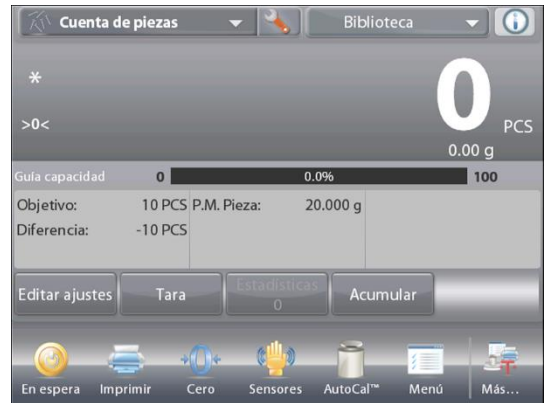 Cuenta de piezas
Biblioteca
*
0 PCS
>0<
0.00 g
Guía capacidad 0 0.0% 100
Objetivo: 10 PCS P.M. Pieza: 20.000 g
Diferencia: -10 PCS
Editar ajustes
Tara
Estadísticas
0
Acumular
→0←
En espera
Imprimir
Cero
Sensores
AutoCal™
Menú
Más...